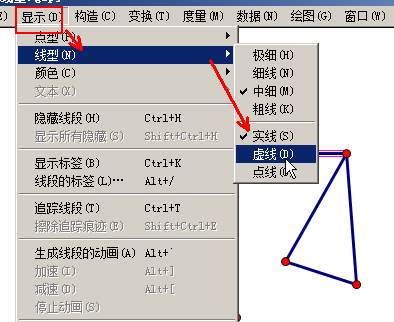 显示(D) 构造(C) 变换(T) 度量(M) 数据(N) 绘图(G) 窗口(W)
点型(P)
线型(N)
颜色(C)
文本(X)
隐藏线段(H) Ctrl+H
显示所有隐藏(S) Shift+Ctrl+H
显示标签(B) Ctrl+K
线段的标签(L)… Alt+/
追踪线段(T) Ctrl+T
擦除追踪痕迹(E) Shift+Ctrl+E
生成线段的动画(A) Alt+`
加速(I) Alt+]
减速(D) Alt+[
停止动画(S)
极细(H)
细线(N)
中细(M)
粗线(K)
实线(S)
虚线(D)
点线